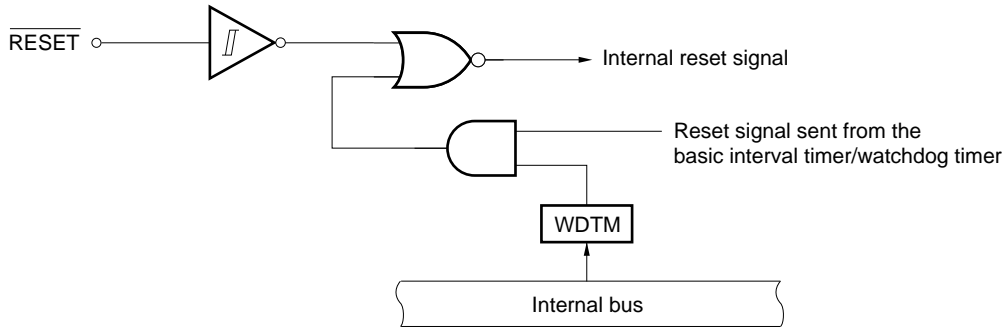 RESET
Internal reset signal
Reset signal sent from the
basic interval timer/watchdog timer
WDTM
Internal bus